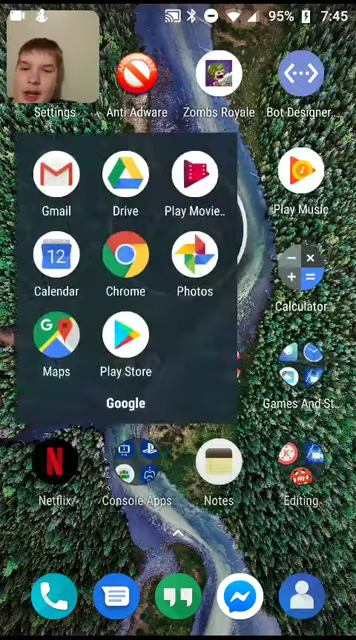 95% 7:45
Settings Anti Adware Zombs Royale Bot Designer...
Gmail Drive Play Movie.. Play Music
12
Calendar Chrome Photos Calculator
G
Maps Play Store
Google Games And St...
N
Netflix Console Apps Notes Editing